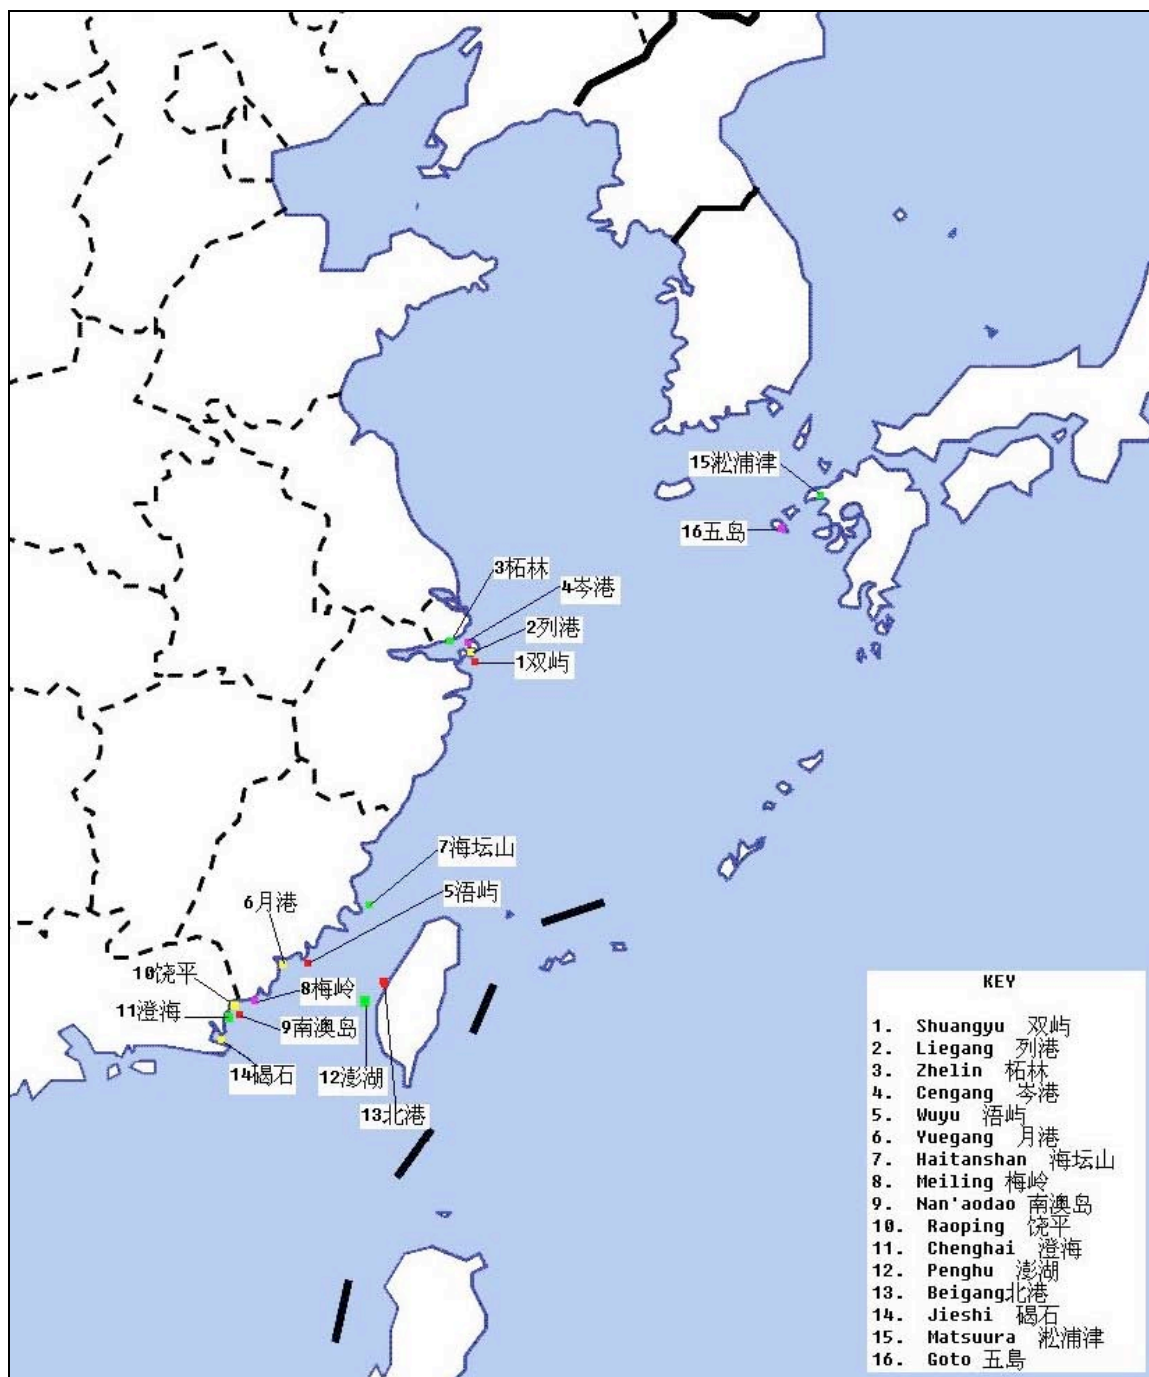 15淞浦津
16五岛
3柘林
4岑港
2列港
1双屿
7海坛山
5浯屿
6月港
10饶平
8梅岭
11澄海
9南澳岛
14碣石
12澎湖
13北港
KEY
1. Shuangyu 双屿
2. Liegang 列港
3. Zhelin 柘林
4. Cengang 岑港
5. Wuyu 浯屿
6. Yuegang 月港
7. Haitanshan 海坛山
8. Meiling 梅岭
9. Nan'aodao 南澳岛
10. Raoping 饶平
11. Chenghai 澄海
12. Penghu 澎湖
13. Beigang北港
14. Jieshi 碣石
15. Matsuura 淞浦津
16. Goto 五島